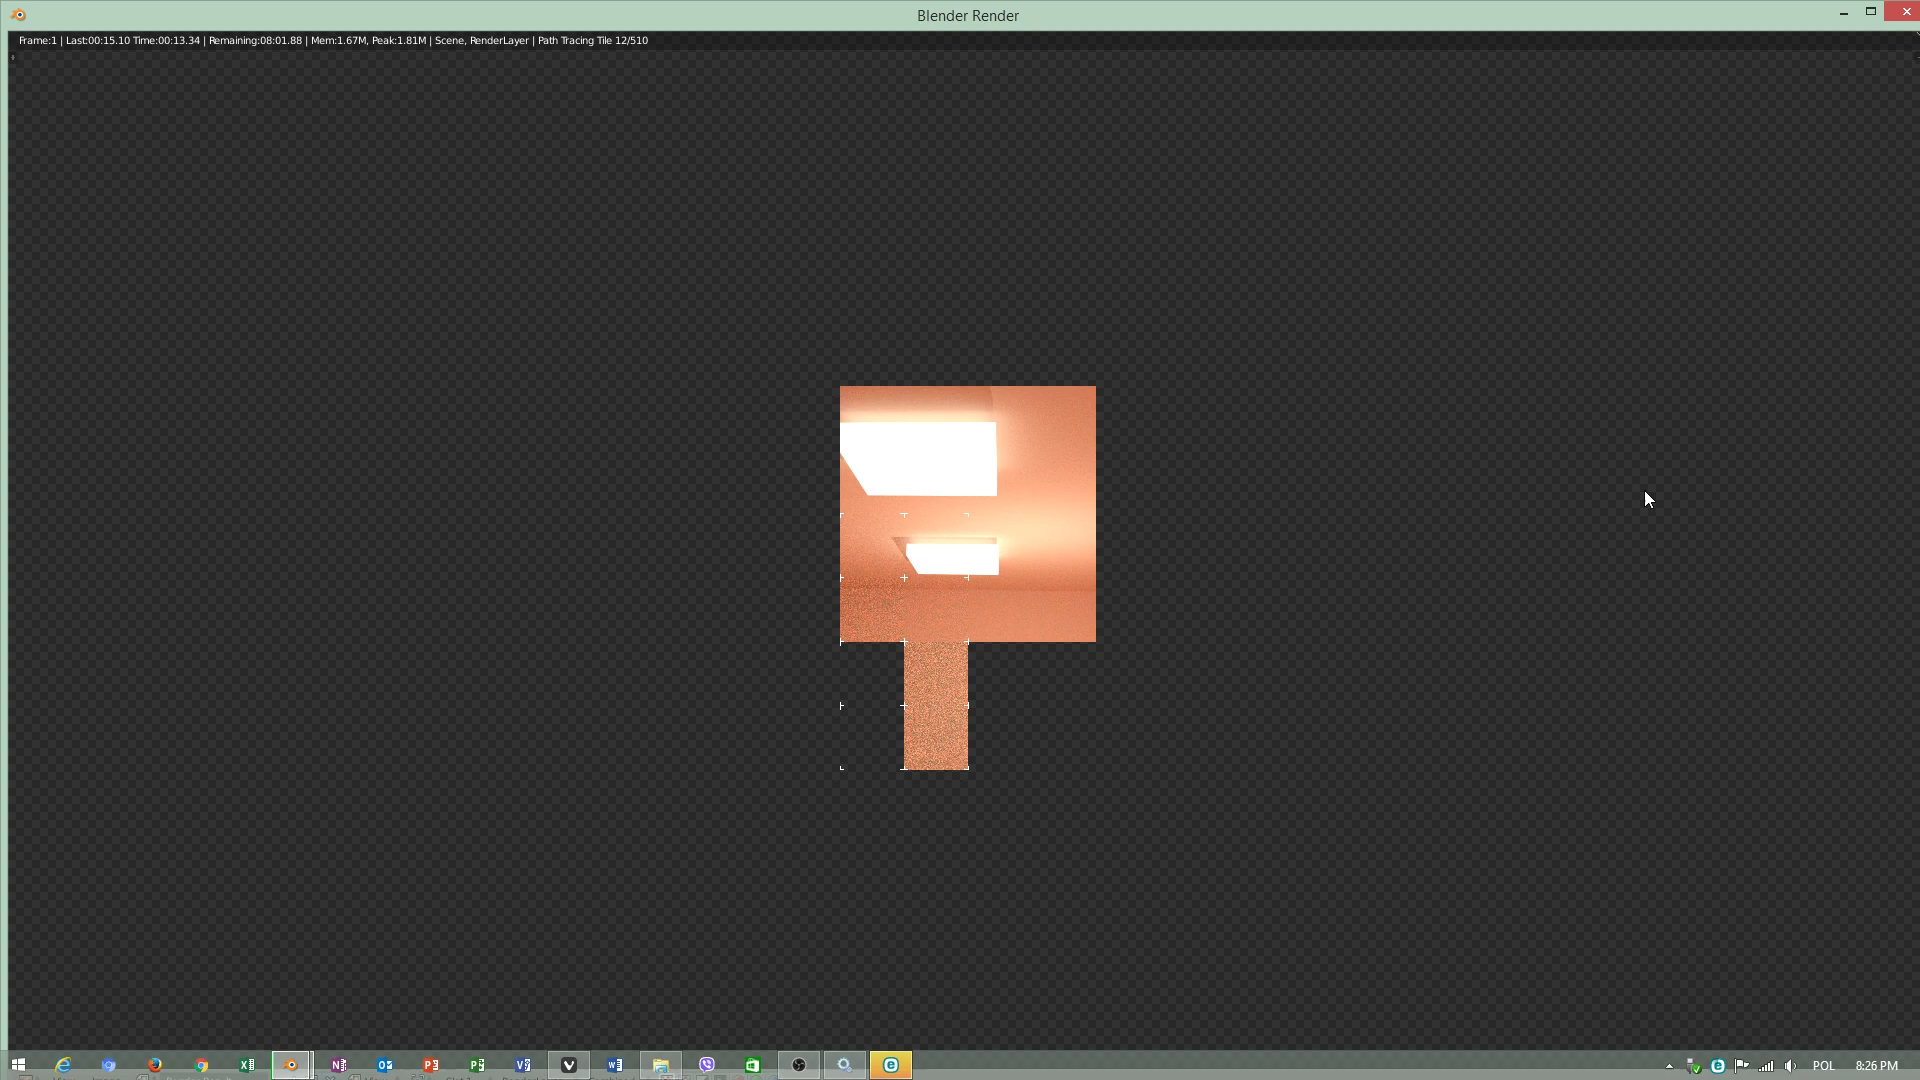 Blender Render
Frame:1 | Last:00:15.10 Time:00:13.34 | Remaining:08:01.88 | Mem:1.67M, Peak:1.81M | Scene, RenderLayer | Path Tracing Tile 12/510
POL 8:26 PM